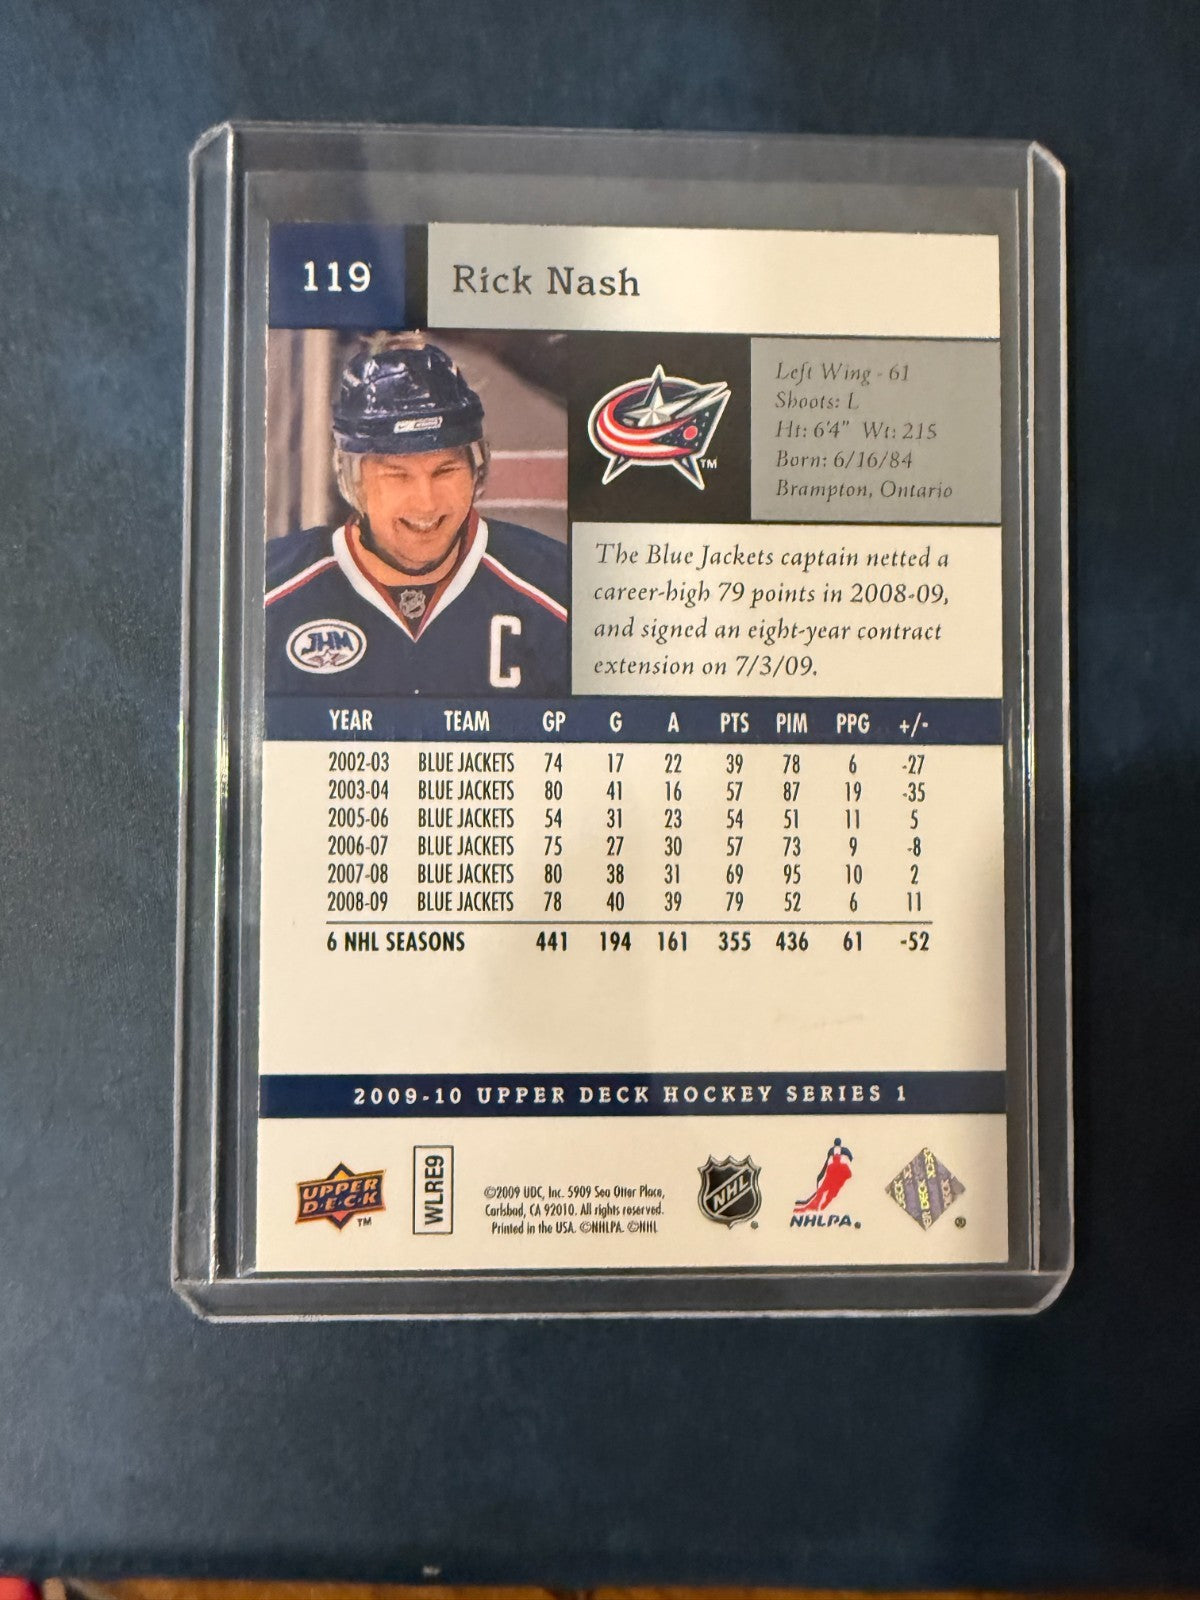 119 Rick Nash
Left Wing - 61
Shoots: L
Ht: 6'4" Wt: 215
Born: 6/16/84
Brampton, Ontario
TM
The Blue Jackets captain netted a
career-high 79 points in 2008-09,
and signed an eight-year contract
extension on 7/3/09.
JHM
C
YEAR TEAM GP G A PTS PIM PPG +/-
2002-03 BLUE JACKETS 74 17 22 39 78 6 -27
2003-04 BLUE JACKETS 80 41 16 57 87 19 -35
2005-06 BLUE JACKETS 54 31 23 54 51 11 5
2006-07 BLUE JACKETS 75 27 30 57 73 9 -8
2007-08 BLUE JACKETS 80 38 31 69 95 10 2
2008-09 BLUE JACKETS 78 40 39 79 52 6 11
6 NHL SEASONS 441 194 161 355 436 61 -52
2009-10 UPPER DECK HOCKEY SERIES 1
UPPER
DECK
TM
WLRE9
©2009 UDC, Inc. 5909 Sea Otter Place,
Carlsbad, CA 92010. All rights reserved.
Printed in the USA. ©NHLPA. ©NHL
NHL
®
NHLPA®
®